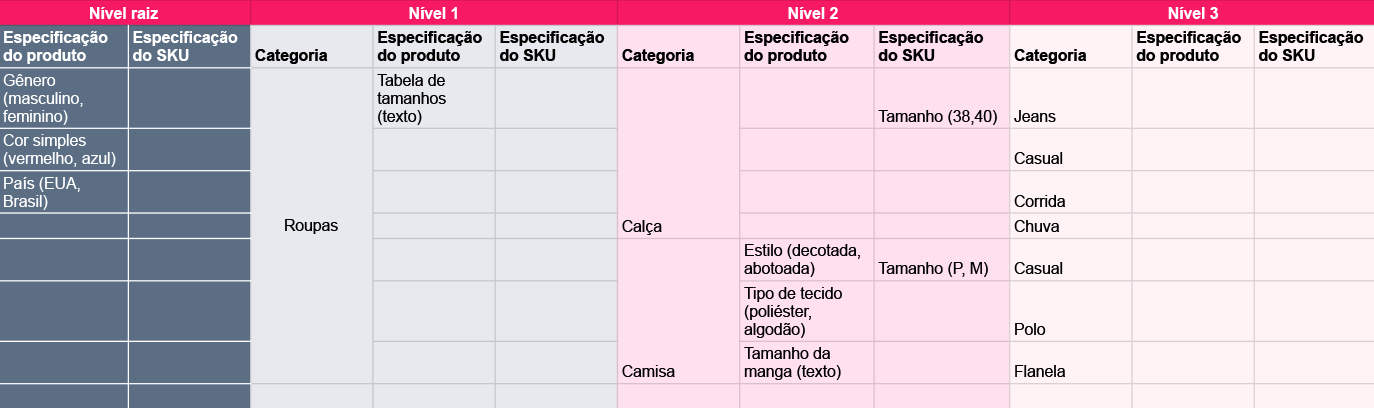 Nível raiz
Nível 1
Nível 2
Nível 3
Especificação
do produto
Especificação
do SKU
Categoria
Especificação
do produto
Especificação
do SKU
Categoria
Especificação
do produto
Especificação
do SKU
Categoria
Especificação
do produto
Especificação
do SKU
Gênero
(masculino,
feminino)
Roupas
Tabela de
tamanhos
(texto)
Calça
Tamanho (38,40)
Jeans
Cor simples
(vermelho, azul)
Casual
País (EUA,
Brasil)
Corrida
Chuva
Camisa
Estilo (decotada,
abotoada)
Tamanho (P, M)
Casual
Tipo de tecido
(poliéster,
algodão)
Polo
Tamanho da
manga (texto)
Flanela